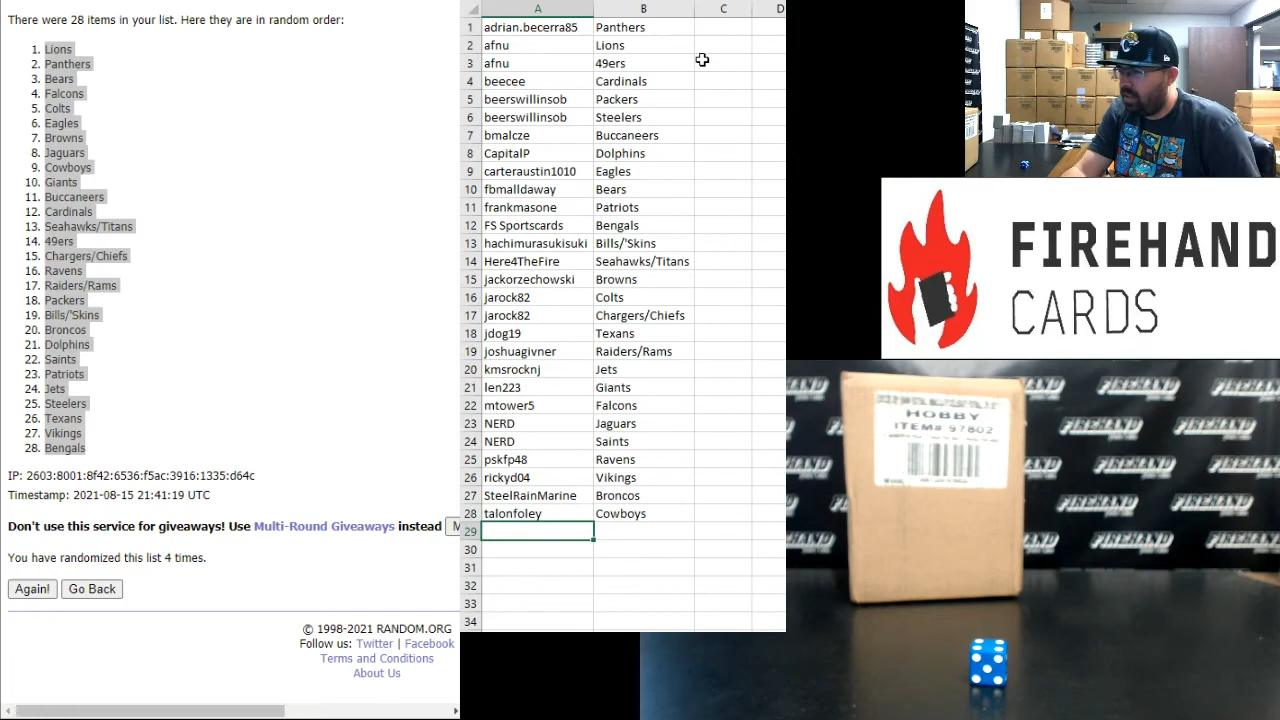 There were 28 items in your list. Here they are in random order:
1. Lions
2. Panthers
3. Bears
4. Falcons
5. Colts
6. Eagles
7. Browns
8. Jaguars
9. Cowboys
10. Giants
11. Buccaneers
12. Cardinals
13. Seahawks/Titans
14. 49ers
15. Chargers/Chiefs
16. Ravens
17. Raiders/Rams
18. Packers
19. Bills/'Skins
20. Broncos
21. Dolphins
22. Saints
23. Patriots
24. Jets
25. Steelers
26. Texans
27. Vikings
28. Bengals
IP: 2603:8001:8f42:6536:f5ac:3916:1335:d64c
Timestamp: 2021-08-15 21:41:19 UTC
Don't use this service for giveaways! Use Multi-Round Giveaways instead
You have randomized this list 4 times.
Again! Go Back
© 1998-2021 RANDOM.ORG
Follow us: Twitter | Facebook
Terms and Conditions
About Us
A B C D
1 adrian.becerra85 Panthers
2 afnu Lions
3 afnu 49ers
4 beecee Cardinals
5 beerswillinsob Packers
6 beerswillinsob Steelers
7 bmalcze Buccaneers
8 CapitalP Dolphins
9 carteraustin1010 Eagles
10 fbmalldaway Bears
11 frankmasone Patriots
12 FS Sportscards Bengals
13 hachimurasukisuki Bills/'Skins
14 Here4TheFire Seahawks/Titans
15 jackorzechowski Browns
16 jarock82 Colts
17 jarock82 Chargers/Chiefs
18 jdog19 Texans
19 joshuagivner Raiders/Rams
20 kmsrocknj Jets
21 len223 Giants
22 mtower5 Falcons
23 NERD Jaguars
24 NERD Saints
25 pskfp48 Ravens
26 rickyd04 Vikings
27 SteelRainMarine Broncos
28 talonfoley Cowboys
29
30
31
32
33
34
FIREHAND
CARDS
HOBBY
ITEM# 97802
FIREHAND
FIREHAND
FIREHAND
FIREHAND